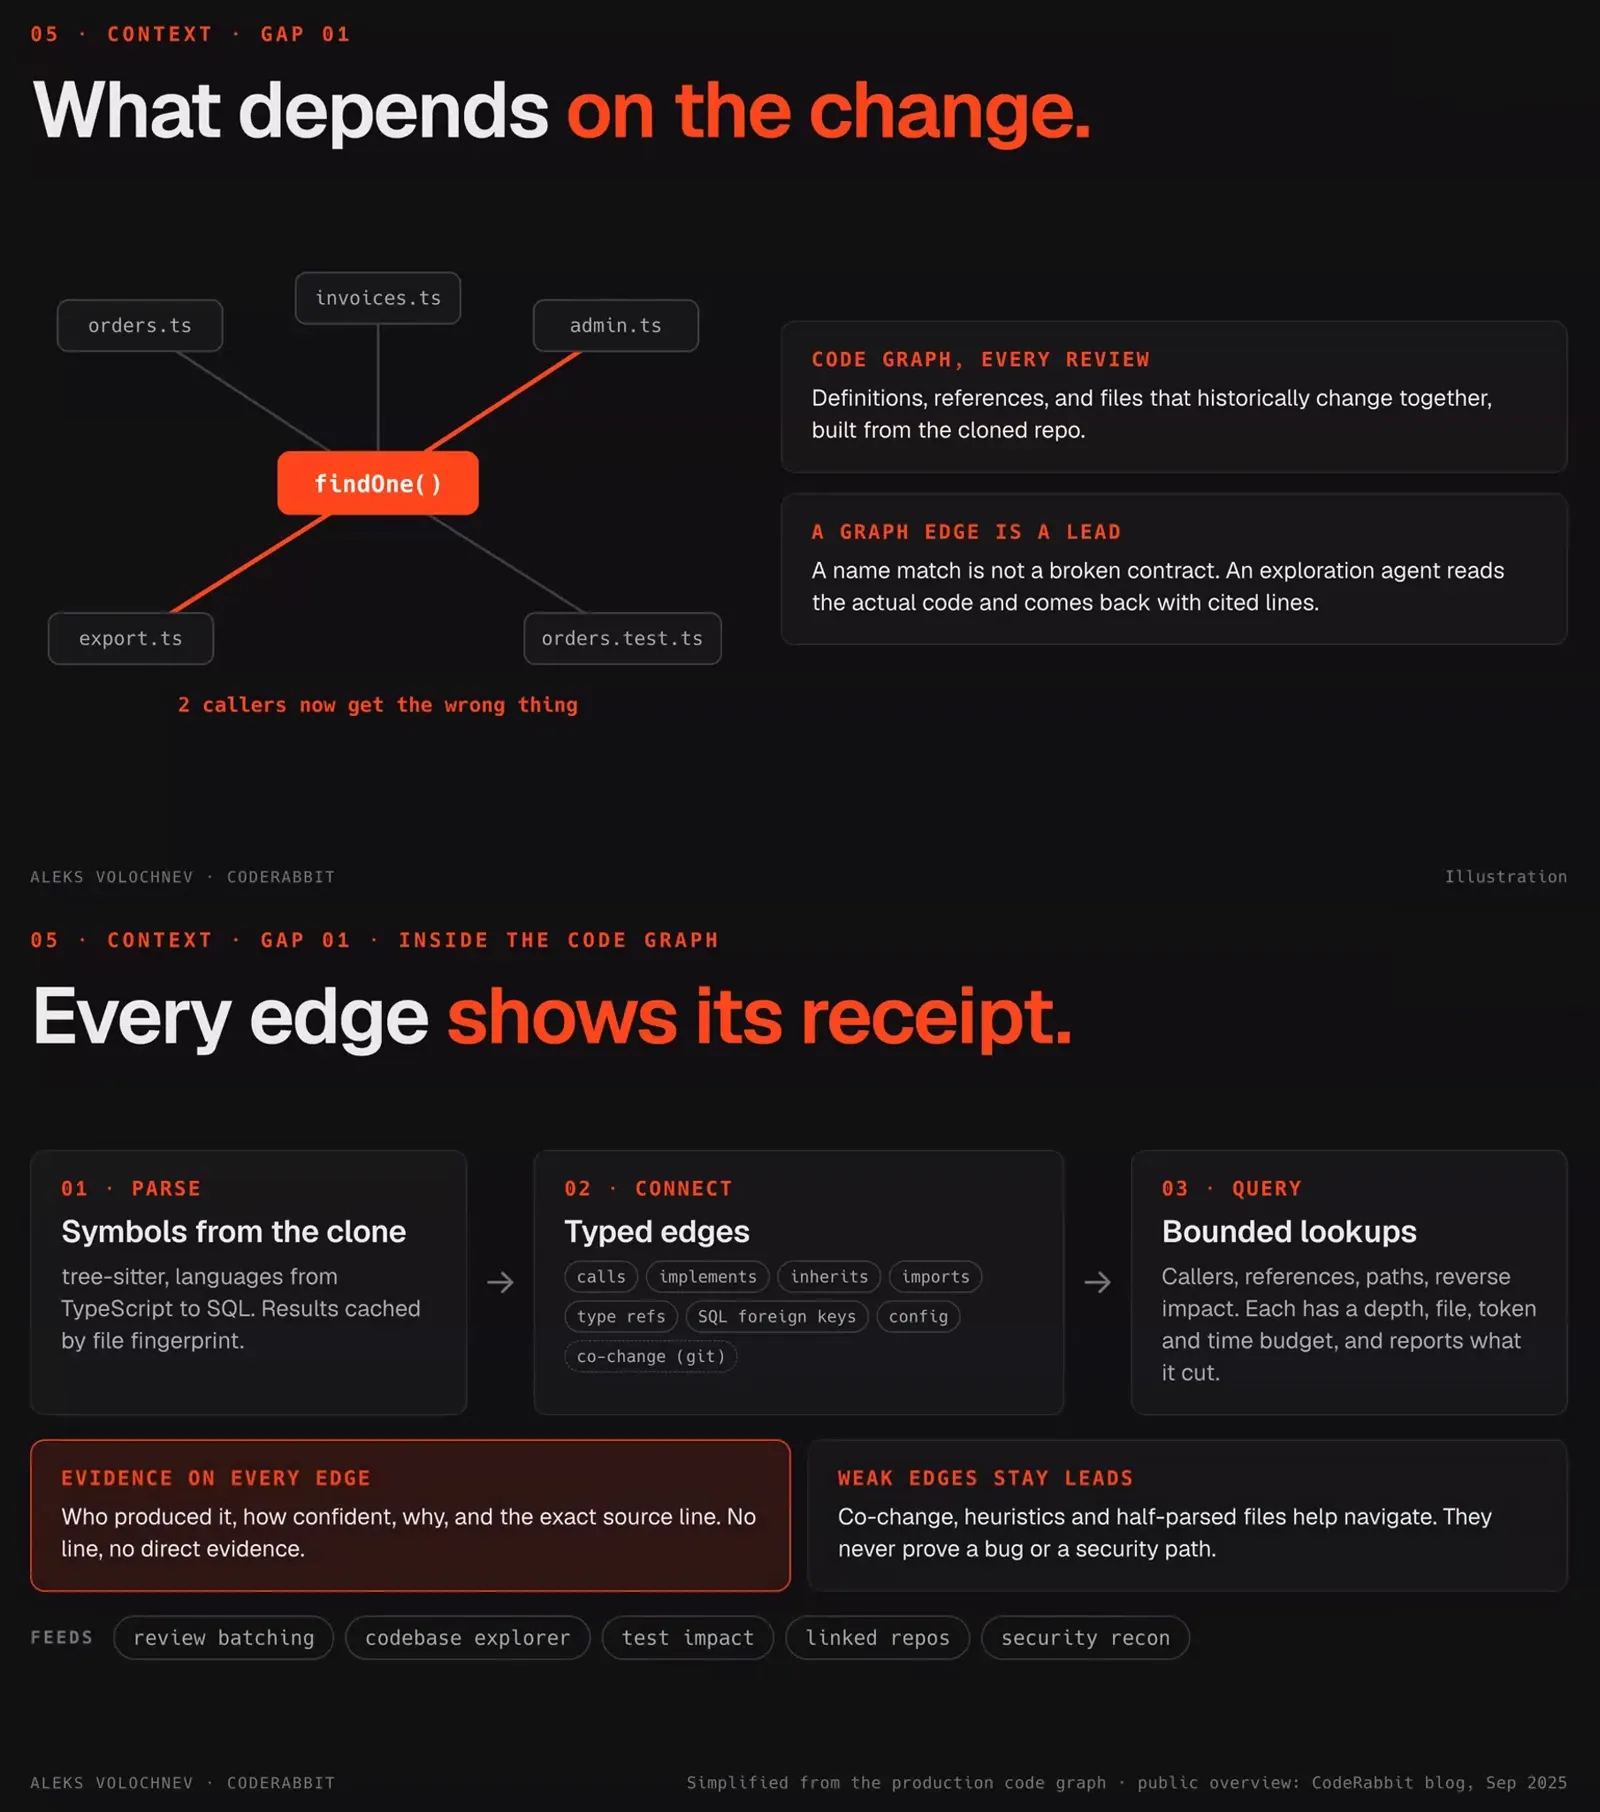 05 · CONTEXT · GAP 01
What depends on the change.
invoices.ts
orders.ts
admin.ts
findOne()
export.ts
orders.test.ts
2 callers now get the wrong thing
CODE GRAPH, EVERY REVIEW
Definitions, references, and files that historically change together,
built from the cloned repo.
A GRAPH EDGE IS A LEAD
A name match is not a broken contract. An exploration agent reads
the actual code and comes back with cited lines.
ALEKS VOLOCHNEV · CODERABBIT
Illustration
05 · CONTEXT · GAP 01 · INSIDE THE CODE GRAPH
Every edge shows its receipt.
01 · PARSE
Symbols from the clone
tree-sitter, languages from
TypeScript to SQL. Results cached
by file fingerprint.
→
02 · CONNECT
Typed edges
calls implements inherits imports
type refs SQL foreign keys config
co-change (git)
→
03 · QUERY
Bounded lookups
Callers, references, paths, reverse
impact. Each has a depth, file, token
and time budget, and reports what
it cut.
EVIDENCE ON EVERY EDGE
Who produced it, how confident, why, and the exact source line. No
line, no direct evidence.
WEAK EDGES STAY LEADS
Co-change, heuristics and half-parsed files help navigate. They
never prove a bug or a security path.
FEEDS review batching codebase explorer test impact linked repos security recon
ALEKS VOLOCHNEV · CODERABBIT
Simplified from the production code graph · public overview: CodeRabbit blog, Sep 2025